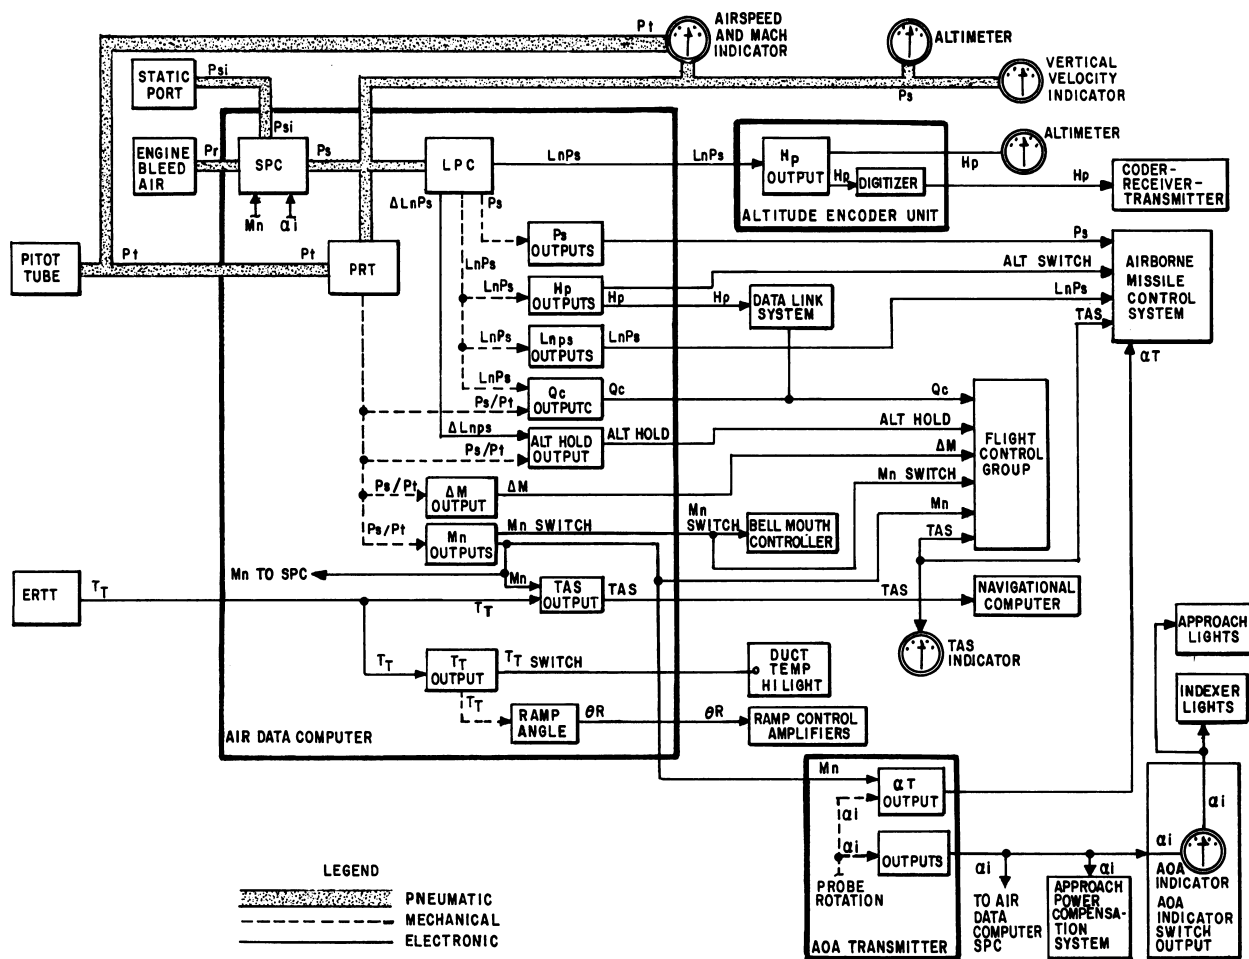 Pt
AIRSPEED
AND MACH
INDICATOR
ALTIMETER
VERTICAL
VELOCITY
INDICATOR
STATIC
PORT
Psi
Ps
Psi
ENGINE
BLEED
AIR
Pr
SPC
Ps
LPC
LnPs
LnPs
Hp
OUTPUT
ALTIMETER
Hp
Hp
DIGITIZER
Hp
CODER-
RECEIVER-
TRANSMITTER
ALTITUDE ENCODER UNIT
Mn
αi
ΔLnPs
Ps
PITOT
TUBE
Pt
Pt
PRT
Ps
OUTPUTS
Ps
AIRBORNE
MISSILE
CONTROL
SYSTEM
LnPs
ALT SWITCH
LnPs
Hp
OUTPUTS
Hp
Hp
DATA LINK
SYSTEM
LnPs
TAS
LnPs
Lnps
OUTPUTS
LnPs
αT
LnPs
Ps/Pt
Qc
OUTPUTC
Qc
Qc
ΔLnps
ALT HOLD
OUTPUT
ALT HOLD
ALT HOLD
FLIGHT
CONTROL
GROUP
Ps/Pt
ΔM
Ps/Pt
ΔM
OUTPUT
ΔM
Mn SWITCH
Ps/Pt
Mn
OUTPUTS
Mn SWITCH
Mn
SWITCH
BELL MOUTH
CONTROLLER
Mn
TAS
Mn TO SPC
Mn
ERTT
TT
TT
TAS
OUTPUT
TAS
TAS
NAVIGATIONAL
COMPUTER
TAS
INDICATOR
APPROACH
LIGHTS
TT
TT
OUTPUT
TT SWITCH
DUCT
TEMP
HI LIGHT
INDEXER
LIGHTS
TT
RAMP
ANGLE
θR
θR
RAMP CONTROL
AMPLIFIERS
AIR DATA COMPUTER
Mn
αT
OUTPUT
αi
αi
αi
OUTPUTS
αi
PROBE
ROTATION
αi
αi
AOA
INDICATOR
TO AIR
DATA
COMPUTER
SPC
APPROACH
POWER
COMPENSA-
TION
SYSTEM
AOA
INDICATOR
SWITCH
OUTPUT
AOA TRANSMITTER
LEGEND
PNEUMATIC
MECHANICAL
ELECTRONIC